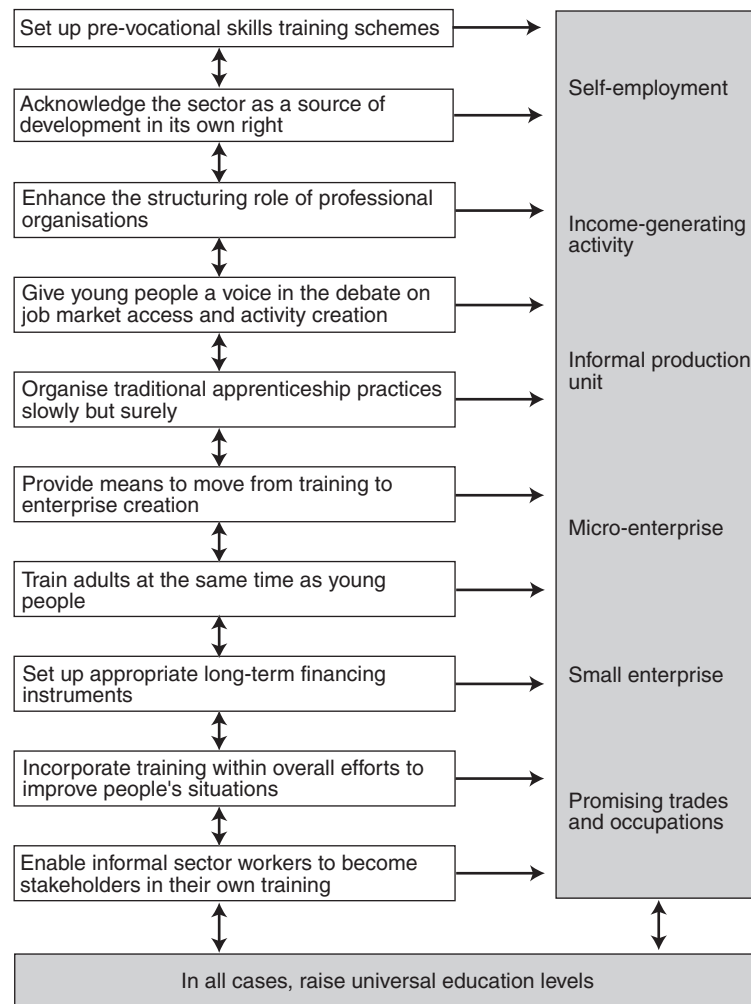 Set up pre-vocational skills training schemes
Acknowledge the sector as a source of
development in its own right
Enhance the structuring role of professional
organisations
Give young people a voice in the debate on
job market access and activity creation
Organise traditional apprenticeship practices
slowly but surely
Provide means to move from training to
enterprise creation
Train adults at the same time as young
people
Set up appropriate long-term financing
instruments
Incorporate training within overall efforts to
improve people's situations
Enable informal sector workers to become
stakeholders in their own training
Self-employment
Income-generating
activity
Informal production
unit
Micro-enterprise
Small enterprise
Promising trades
and occupations
In all cases, raise universal education levels